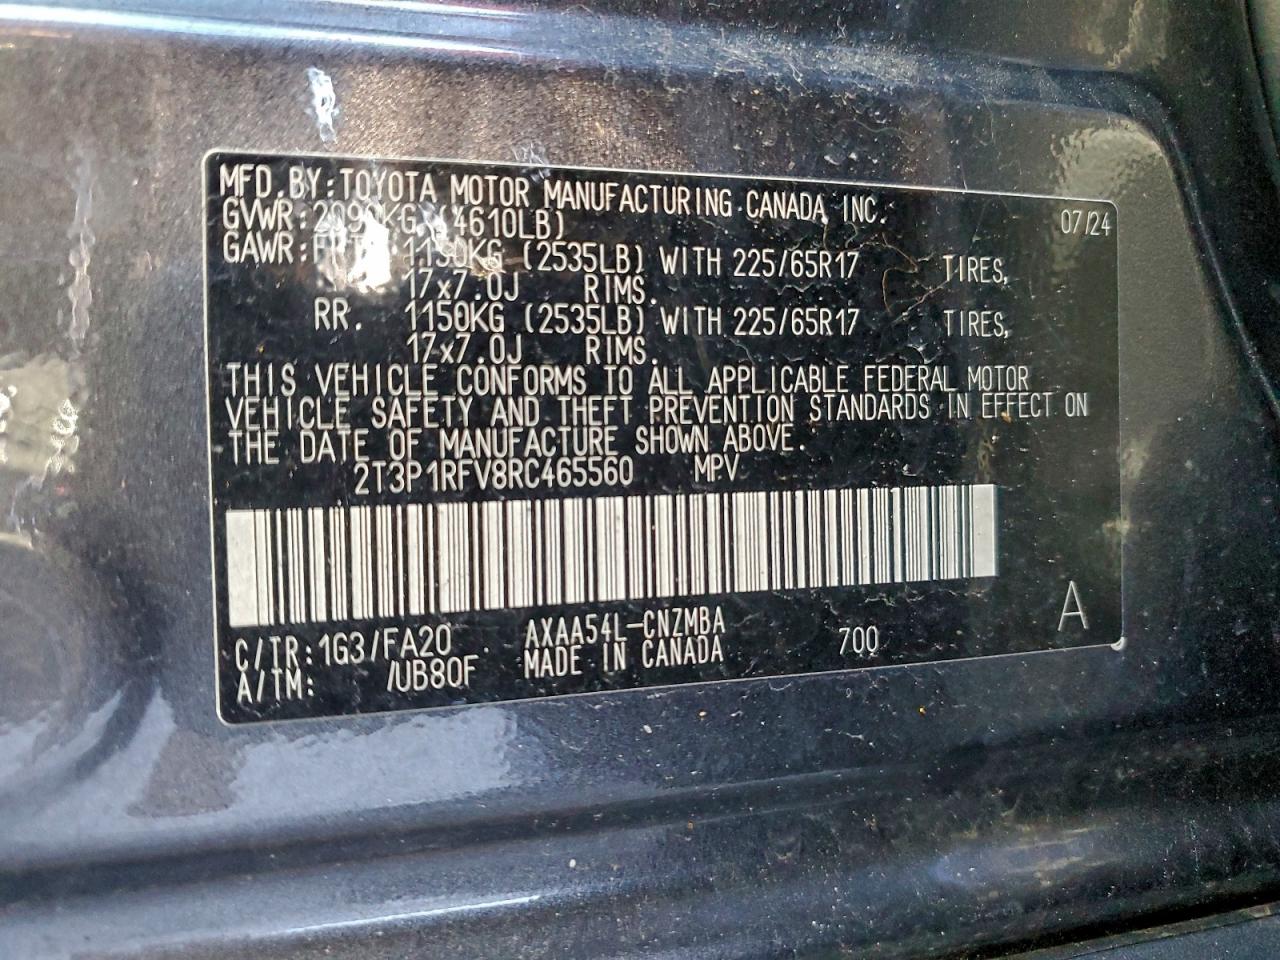 MFD.BY:TOYOTA MOTOR MANUFACTURING CANADA INC.
07/24
GVWR:2090KG (4610LB)
GAWR:FRT. 1150KG (2535LB) WITH 225/65R17 TIRES,
17x7.0J RIMS.
RR. 1150KG (2535LB) WITH 225/65R17 TIRES,
17x7.0J RIMS.
THIS VEHICLE CONFORMS TO ALL APPLICABLE FEDERAL MOTOR
VEHICLE SAFETY AND THEFT PREVENTION STANDARDS IN EFFECT ON
THE DATE OF MANUFACTURE SHOWN ABOVE.
2T3P1RFV8RC465560 MPV
A
C/TR:1G3/FA20 AXAA54L-CNZMBA 700
A/TM: /UB80F MADE IN CANADA